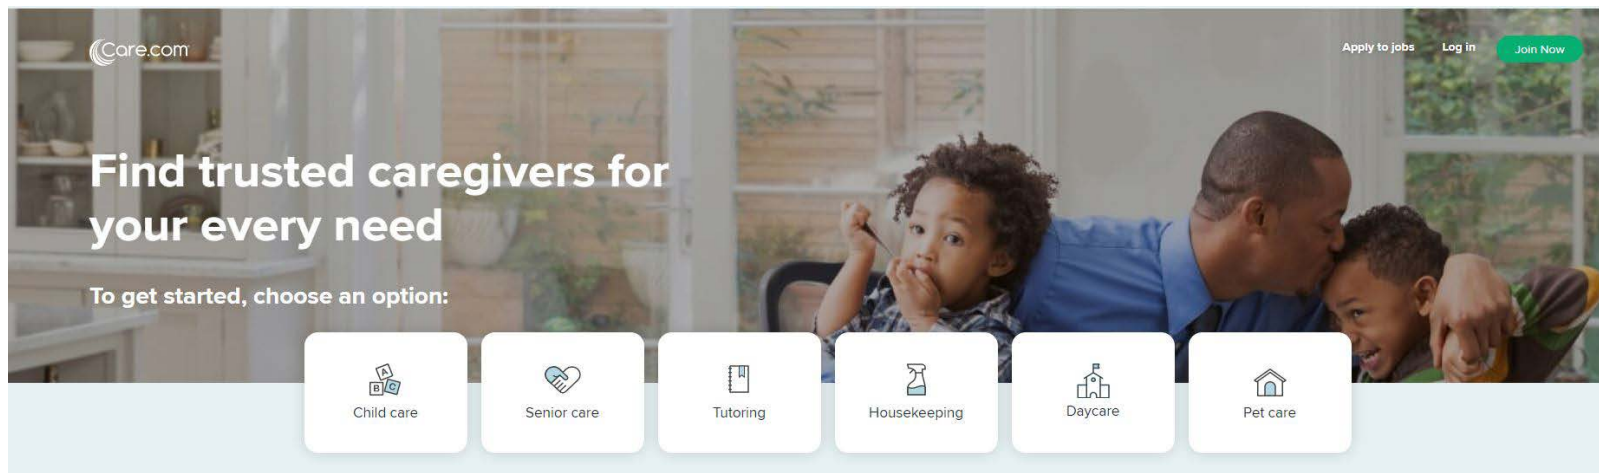 Care.com
Apply to jobs
Log in
Join Now
Find trusted caregivers for
your every need
To get started, choose an option:
A
B C
Child care
Senior care
Tutoring
Housekeeping
Daycare
Pet care